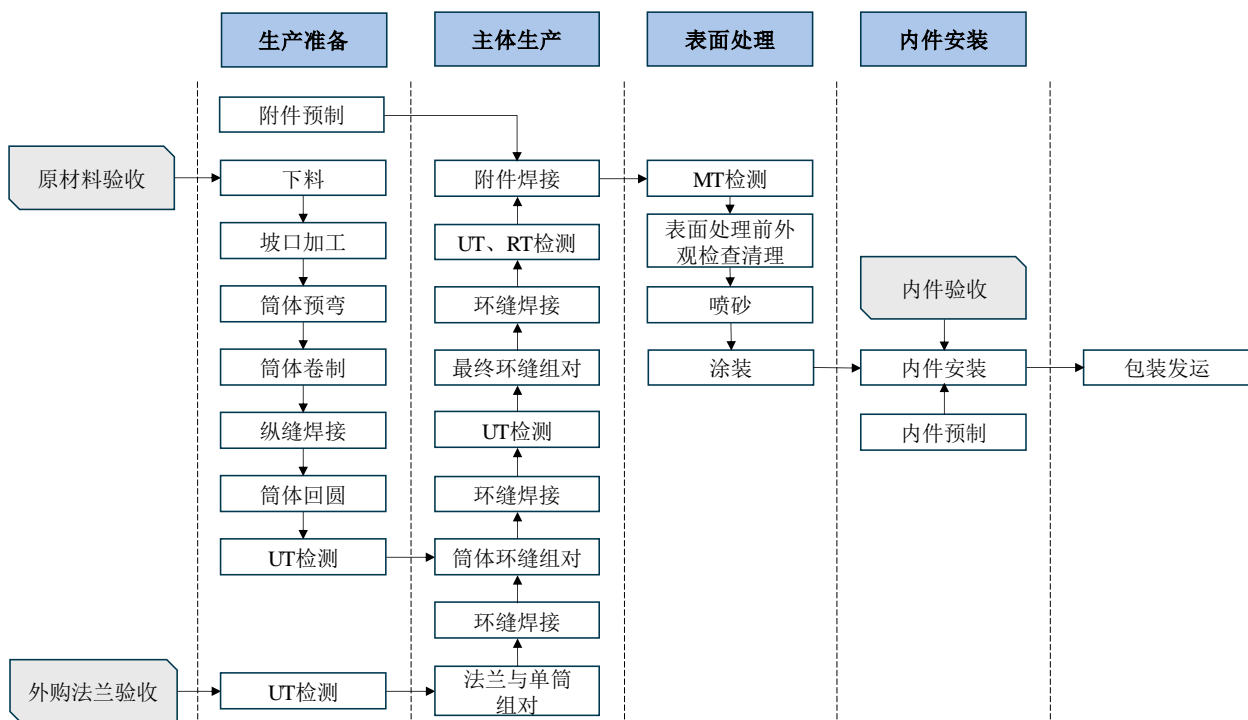 生产准备
主体生产
表面处理
内件安装
附件预制
原材料验收
下料
附件焊接
MT检测
坡口加工
UT、RT检测
表面处理前外
观检查清理
筒体预弯
环缝焊接
喷砂
内件验收
筒体卷制
最终环缝组对
涂装
内件安装
包装发运
纵缝焊接
UT检测
内件预制
筒体回圆
环缝焊接
UT检测
筒体环缝组对
环缝焊接
外购法兰验收
UT检测
法兰与单筒
组对